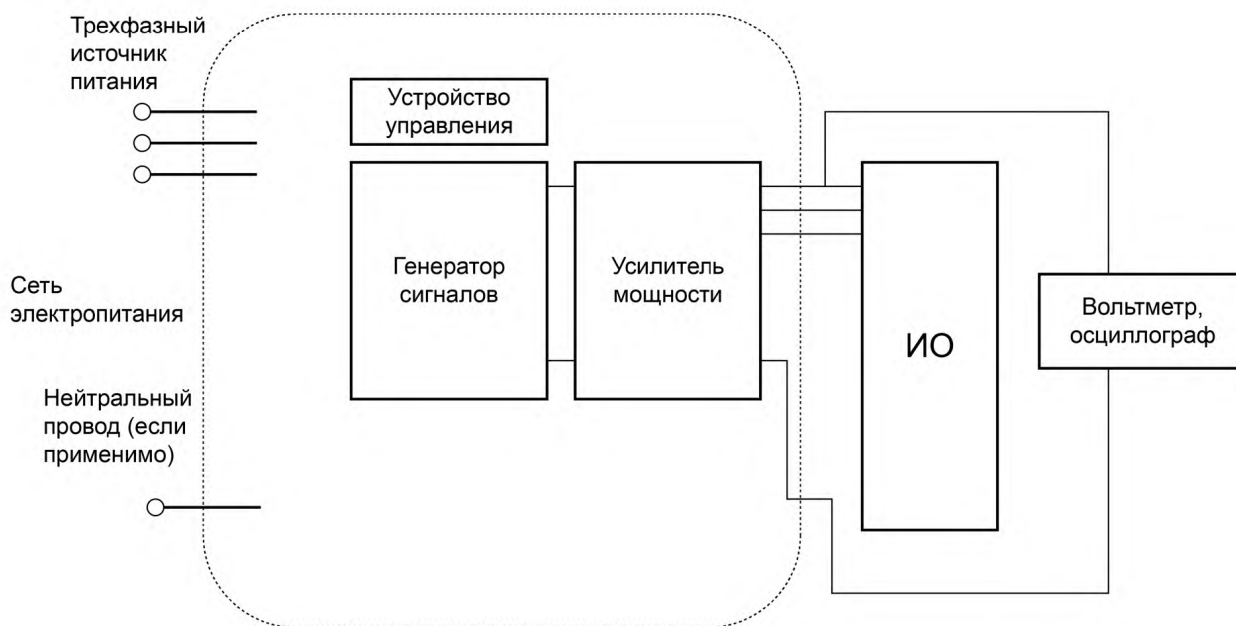 Трехфазный
источник
питания
Устройство
управления
Генератор
сигналов
Усилитель
мощности
Сеть
электропитания
ИО
Вольтметр,
осциллограф
Нейтральный
провод (если
применимо)